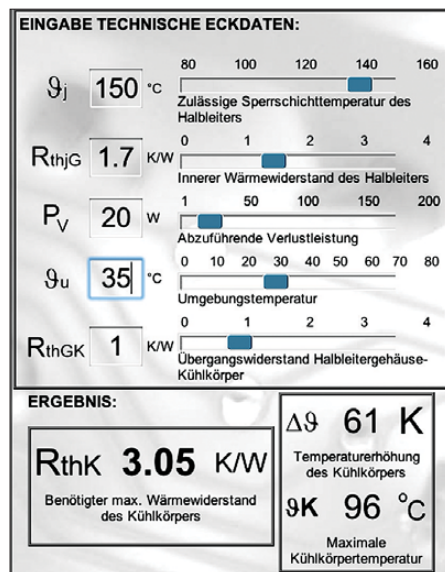 EINGABE TECHNISCHE ECKDATEN:
80 100 120 140 160
ϑj 150 °C
Zulässige Sperrschichttemperatur des
Halbleiters
0 1 2 3 4
RthjG 1.7 K/W
Innerer Wärmewiderstand des Halbleiters
1 50 100 150 200
PV 20 W
Abzuführende Verlustleistung
0 10 20 30 40 50 60 70 80
ϑu 35 °C
Umgebungstemperatur
0 1 2 3 4
RthGK 1 K/W
Übergangswiderstand Halbleitergehäuse-
Kühlkörper
ERGEBNIS:
RthK 3.05 K/W
Benötigter max. Wärmewiderstand
des Kühlkörpers
Δϑ 61 K
Temperaturerhöhung
des Kühlkörpers
ϑK 96 °C
Maximale
Kühlkörpertemperatur